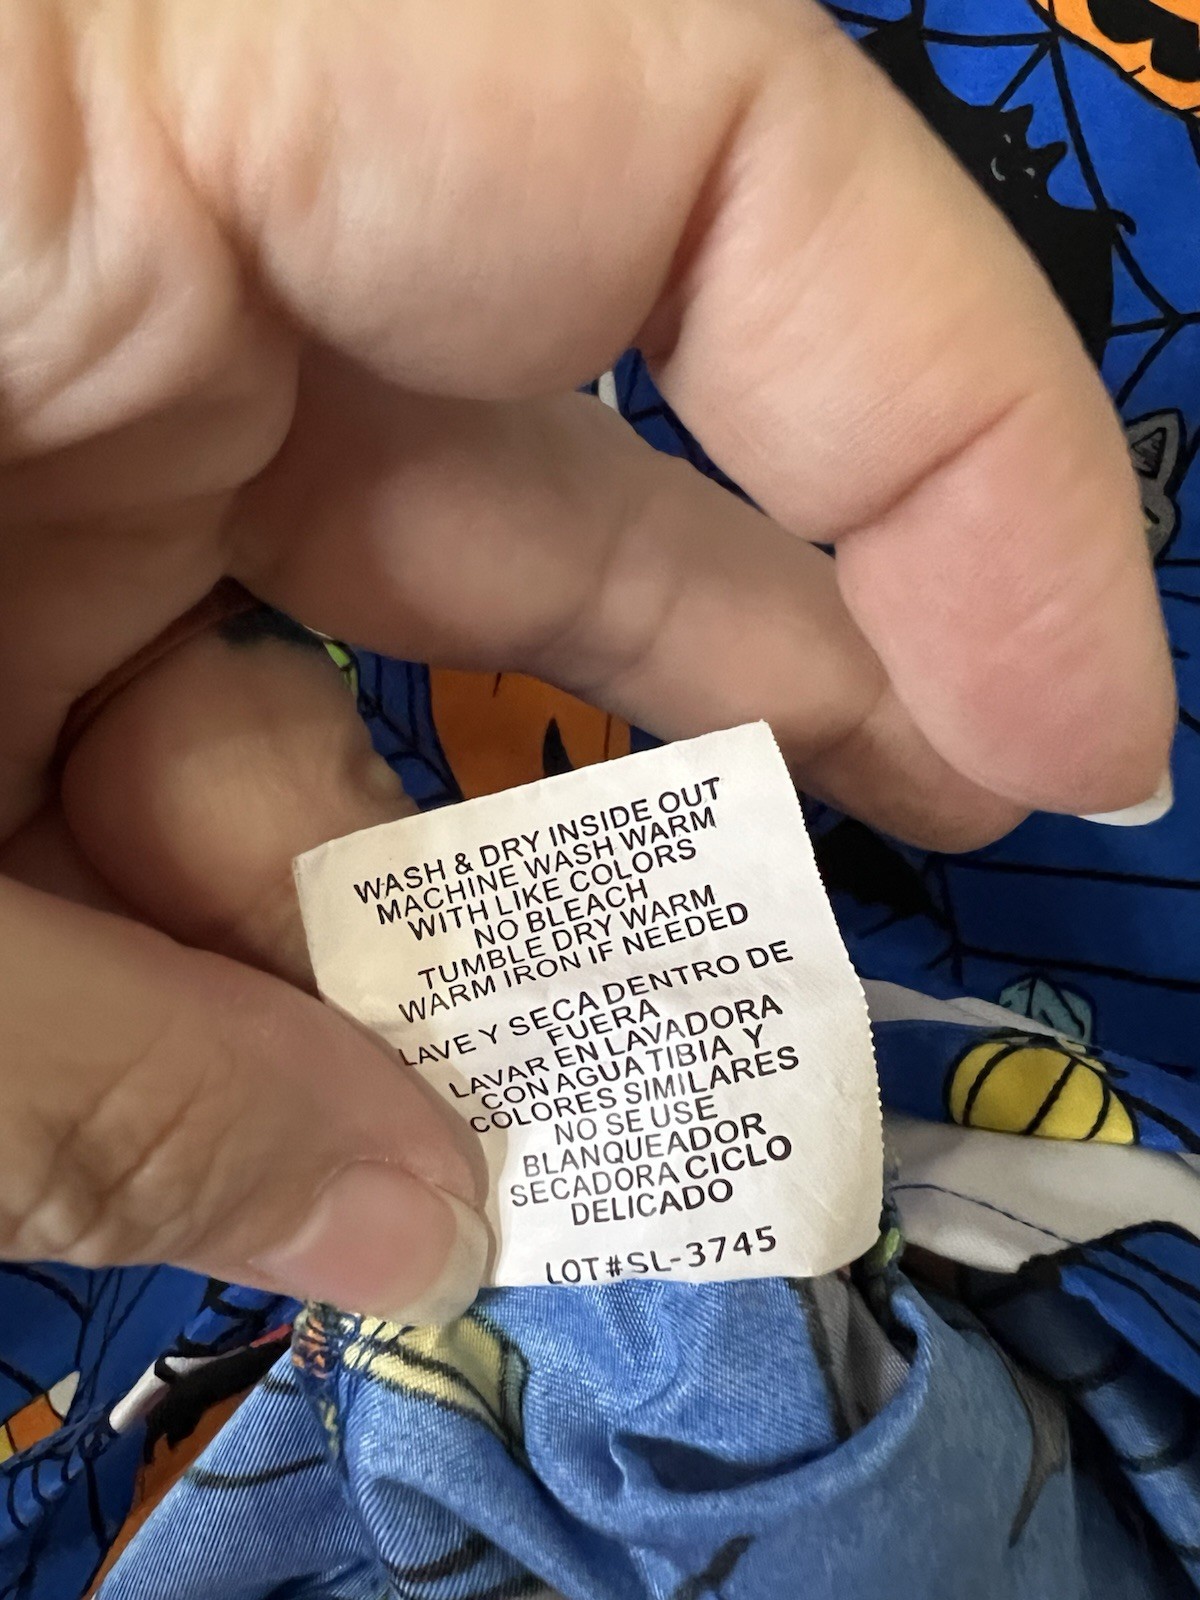 WASH & DRY INSIDE OUT
MACHINE WASH WARM
WITH LIKE COLORS
NO BLEACH
TUMBLE DRY WARM
WARM IRON IF NEEDED
LAVE Y SECA DENTRO DE
FUERA
LAVAR EN LAVADORA
CON AGUA TIBIA Y
COLORES SIMILARES
NO SE USE
BLANQUEADOR
SECADORA CICLO
DELICADO
LOT#SL-3745